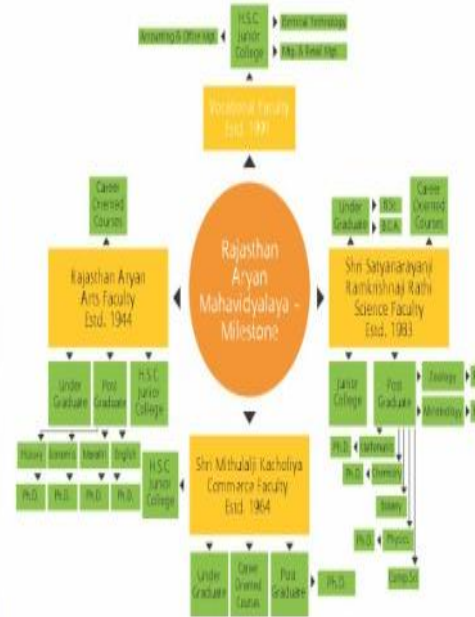 H.S.C
Junior
College
Electrical Technology
Accounting & Office Mgt.
Mtg. & Retail Mgt.
Vocational Faculty
Estd. 1991
Career
Oriented
Courses
Under
Graduate
B.Sc.
B.C.A.
Career
Oriented
Courses
Rajasthan Aryan
Arts Faculty
Estd. 1944
Rajasthan
Aryan
Mahavidyalaya -
Milestone
Shri Satyanarayanji
Ramkrishnaji Rathi
Science Faculty
Estd. 1983
Under
Graduate
Post
Graduate
H.S.C
Junior
College
Junior
College
Post
Graduate
Zoology
Microbiology
History
Economics
Marathi
English
Ph.D.
Ph.D.
Ph.D.
Ph.D.
H.S.C
Junior
College
Shri Mithulalji Kacholiya
Commerce Faculty
Estd. 1964
Ph.D.
Mathematics
Ph.D.
Chemistry
Botany
Ph.D.
Physics
Comp.Sci
Under
Graduate
Career
Oriented
Courses
Post
Graduate
Ph.D.